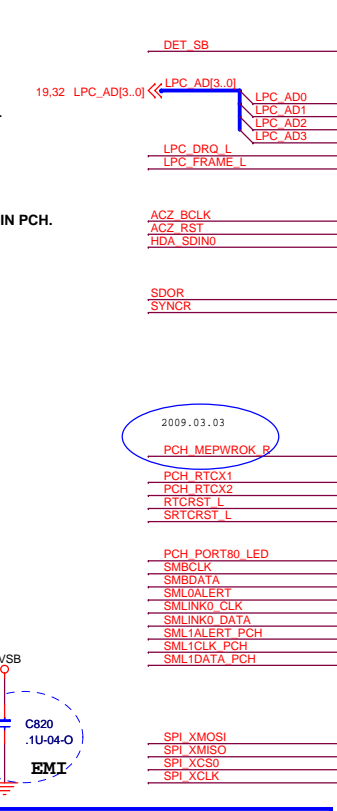 DET_SB
LPC_AD[3..0]
19,32 LPC_AD[3..0]
LPC_AD0
LPC_AD1
LPC_AD2
LPC_AD3
LPC_DRQ_L
LPC_FRAME_L
ACZ_BCLK
IN PCH.
ACZ_RST
HDA_SDIN0
SDOR
SYNCR
2009.03.03
PCH_MEPWROK_R
PCH_RTCX1
PCH_RTCX2
RTCRST_L
SRTCRST_L
PCH_PORT80_LED
SMBCLK
SMBDATA
SML0ALERT
SMLINK0_CLK
SMLINK0_DATA
SML1ALERT_PCH
SML1CLK_PCH
SML1DATA_PCH
VSB
C820
.1U-04-O
EMI
SPI_XMOSI
SPI_XMISO
SPI_XCS0
SPI_XCLK